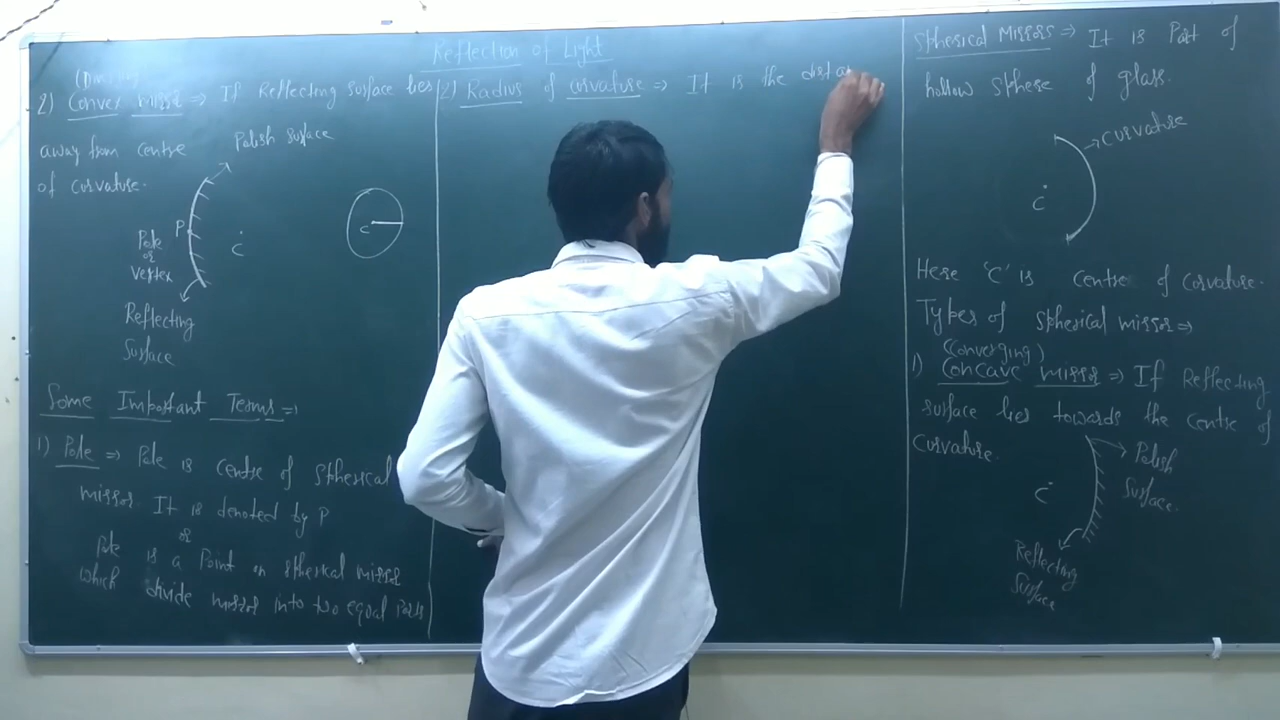 Reflection of Light
Spherical Mirror => It is Part of
hollow sphere of glass.
Curvature
C
Here 'C' is centre of curvature.
Types of spherical mirror =>
(Converging)
1) Concave mirror => If Reflecting
surface lies towards the centre of
Curvature.
Polish
Surface.
C
Reflecting
Surface
2) Convex mirror => If Reflecting surface lies
away from centre
of curvature.
Polish surface
P
Pole
or
vertex
C
C
Reflecting
Surface
Some Important Terms =>
1) Pole => Pole is centre of spherical
mirror. It is denoted by P
or
Pole is a Point on spherical mirror
which divide mirror into two equal Parts
2) Radius of curvature => It is the dista